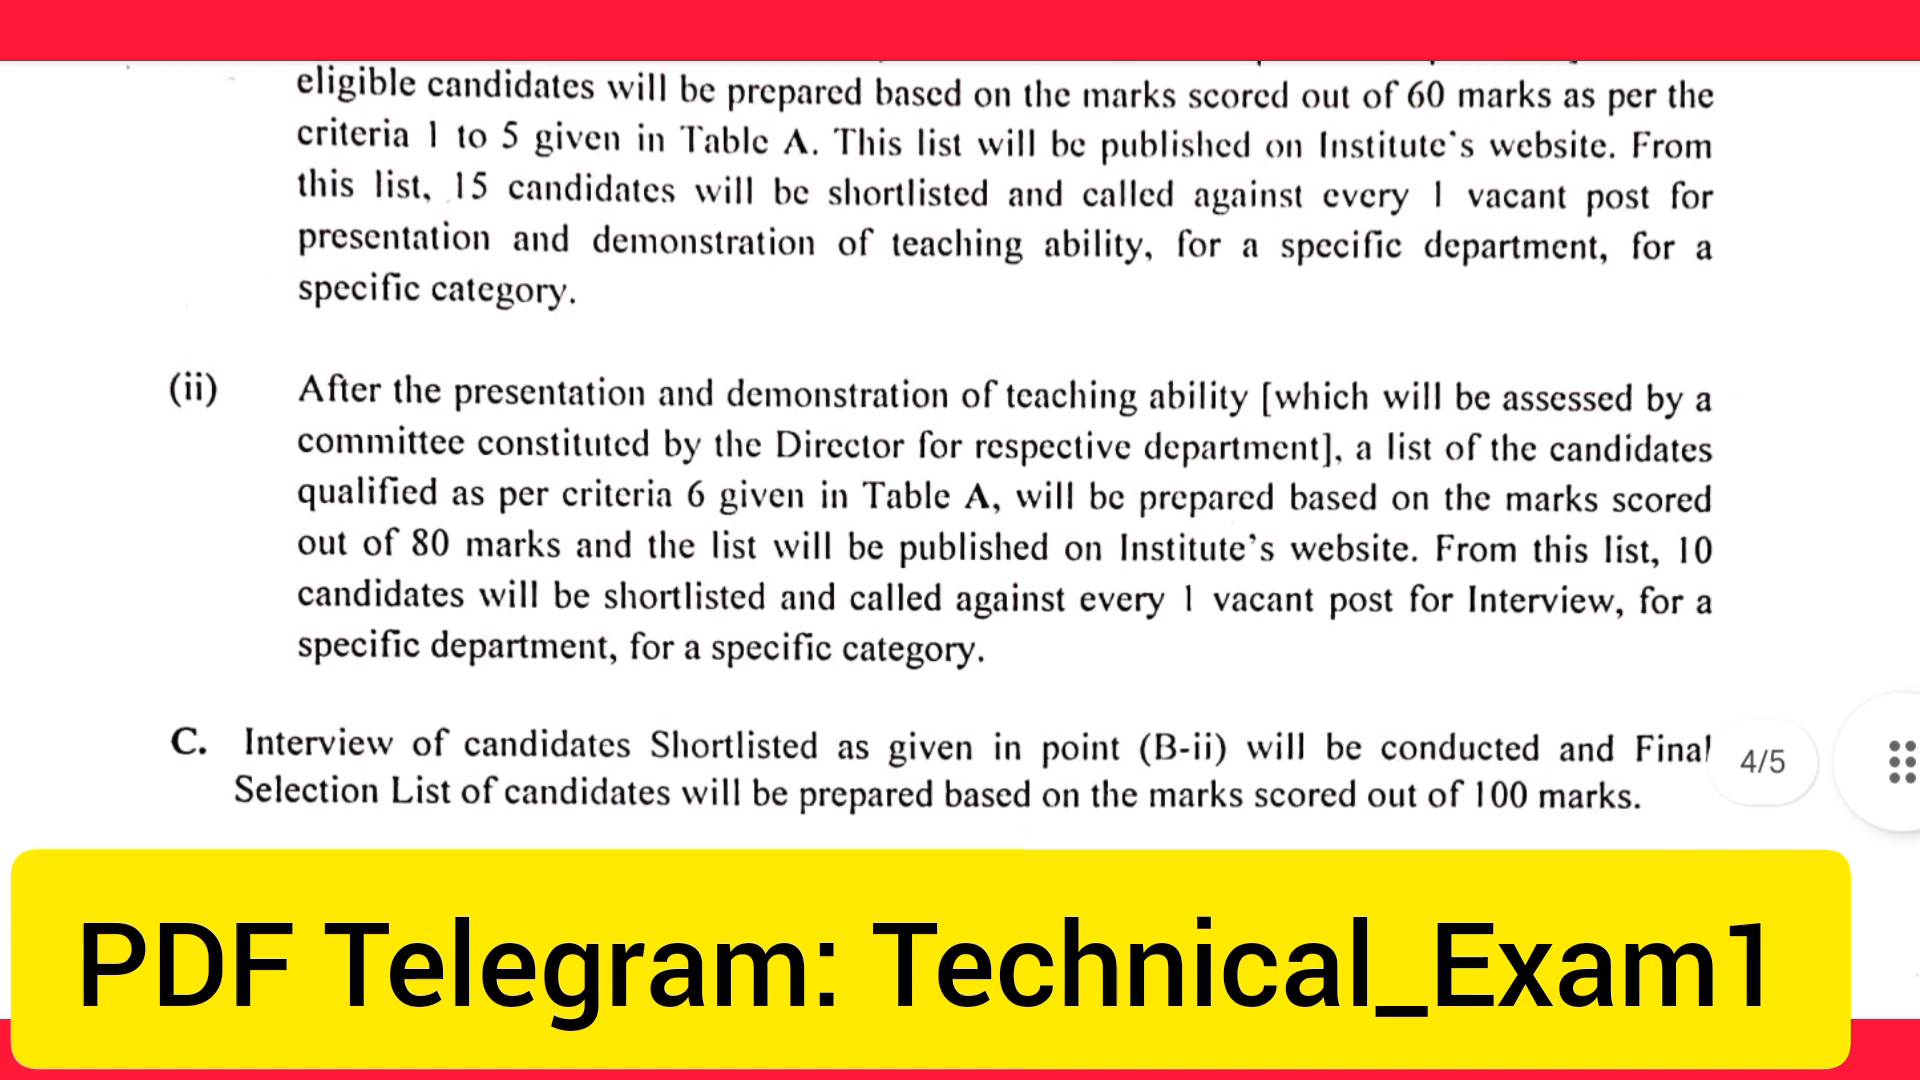 eligible candidates will be prepared based on the marks scored out of 60 marks as per the
criteria 1 to 5 given in Table A. This list will be published on Institute's website. From
this list, 15 candidates will be shortlisted and called against every 1 vacant post for
presentation and demonstration of teaching ability, for a specific department, for a
specific category.
(ii) After the presentation and demonstration of teaching ability [which will be assessed by a
committee constituted by the Director for respective department], a list of the candidates
qualified as per criteria 6 given in Table A, will be prepared based on the marks scored
out of 80 marks and the list will be published on Institute's website. From this list, 10
candidates will be shortlisted and called against every 1 vacant post for Interview, for a
specific department, for a specific category.
C. Interview of candidates Shortlisted as given in point (B-ii) will be conducted and Final
Selection List of candidates will be prepared based on the marks scored out of 100 marks.
4/5
PDF Telegram: Technical_Exam1